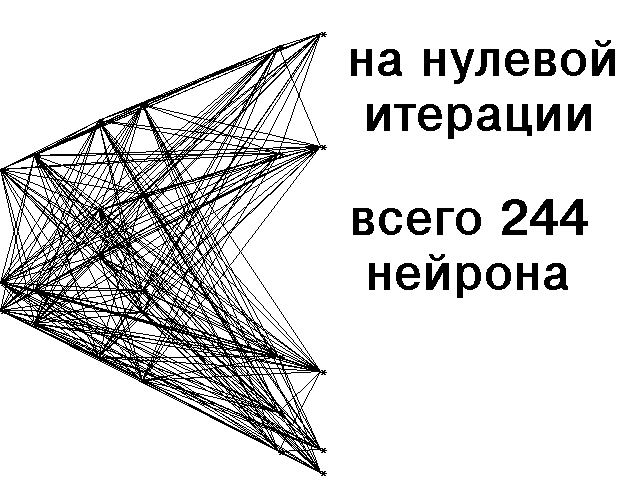 на нулевой
итерации
всего 244
нейрона